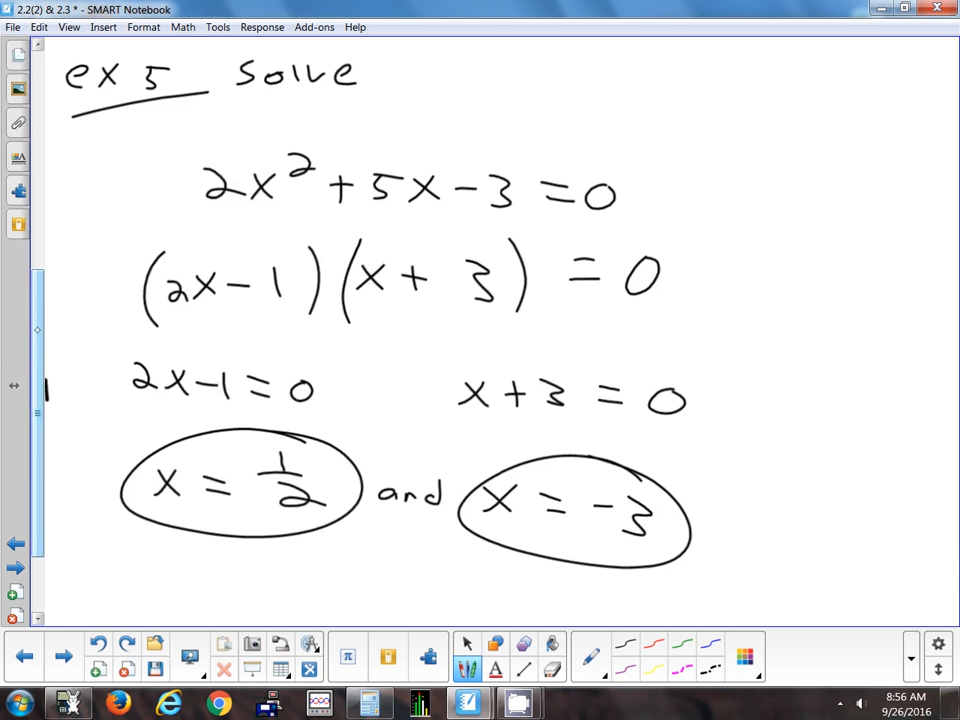 2.2(2) & 2.3 * - SMART Notebook
File Edit View Insert Format Math Tools Response Add-ons Help
ex 5 solve
2x² + 5x - 3 = 0
(2x - 1)(x + 3) = 0
2x - 1 = 0 x + 3 = 0
x = 1/2 and x = -3
8:56 AM
9/26/2016